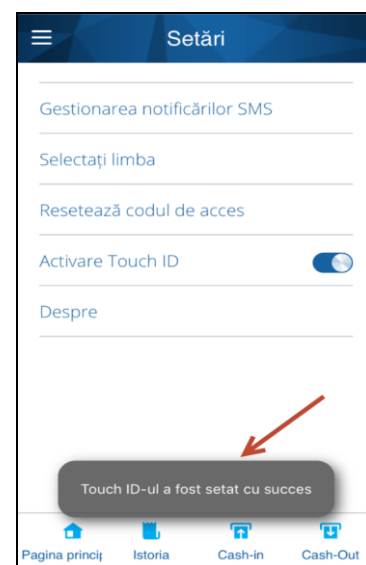 Setări
Gestionarea notificărilor SMS
Selectați limba
Resetează codul de acces
Activare Touch ID
Despre
Touch ID-ul a fost setat cu succes
Pagina princip
Istoria
Cash-in
Cash-Out